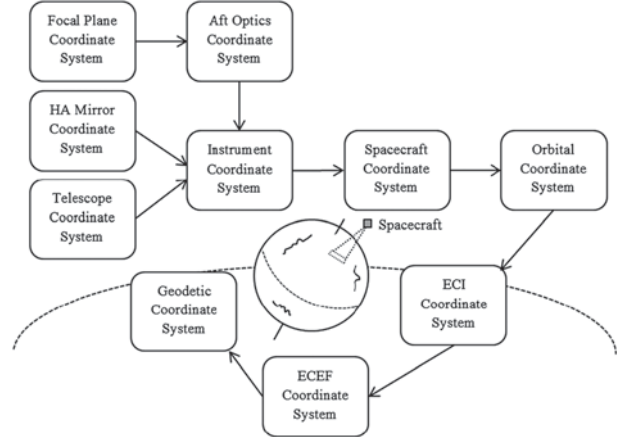 Focal Plane
Coordinate
System
Aft Optics
Coordinate
System
HA Mirror
Coordinate
System
Instrument
Coordinate
System
Spacecraft
Coordinate
System
Orbital
Coordinate
System
Telescope
Coordinate
System
Spacecraft
Geodetic
Coordinate
System
ECI
Coordinate
System
ECEF
Coordinate
System